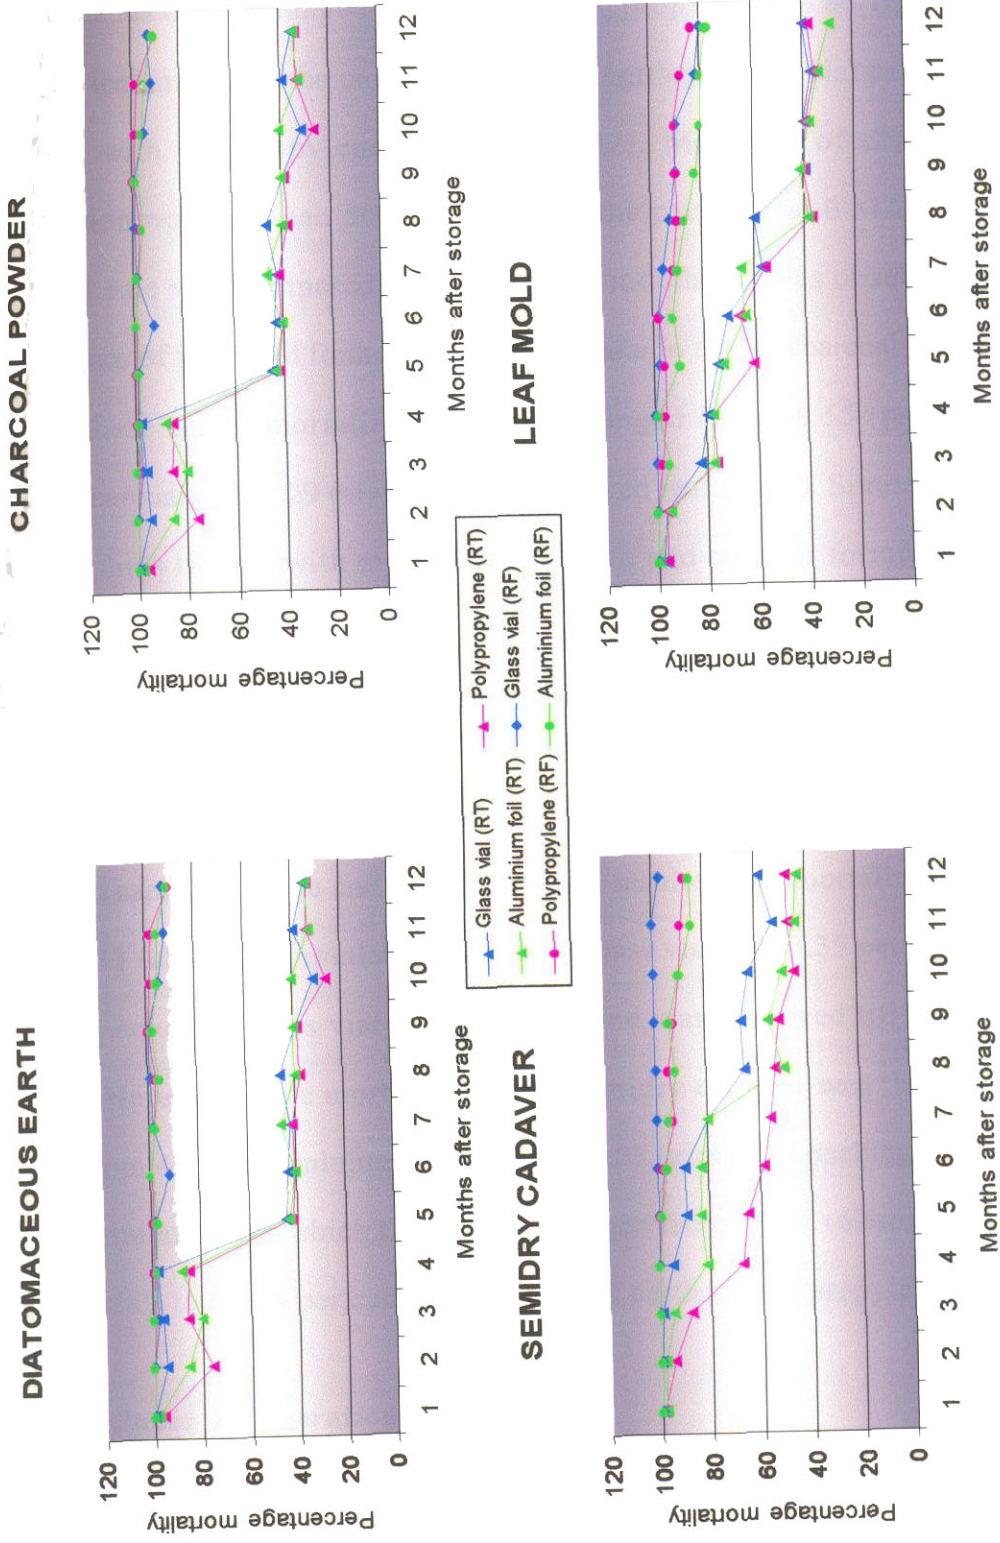 DIATOMACEOUS EARTH
120
100
80
60
40
20
0
Percentage mortality
1 2 3 4 5 6 7 8 9 10 11 12
Months after storage
CHARCOAL POWDER
120
100
80
60
40
20
0
Percentage mortality
1 2 3 4 5 6 7 8 9 10 11 12
Months after storage
Glass vial (RT) Polypropylene (RT)
Aluminium foil (RT) Glass vial (RF)
Polypropylene (RF) Aluminium foil (RF)
SEMIDRY CADAVER
120
100
80
60
40
20
0
Percentage mortality
1 2 3 4 5 6 7 8 9 10 11 12
Months after storage
LEAF MOLD
120
100
80
60
40
20
0
Percentage mortality
1 2 3 4 5 6 7 8 9 10 11 12
Months after storage